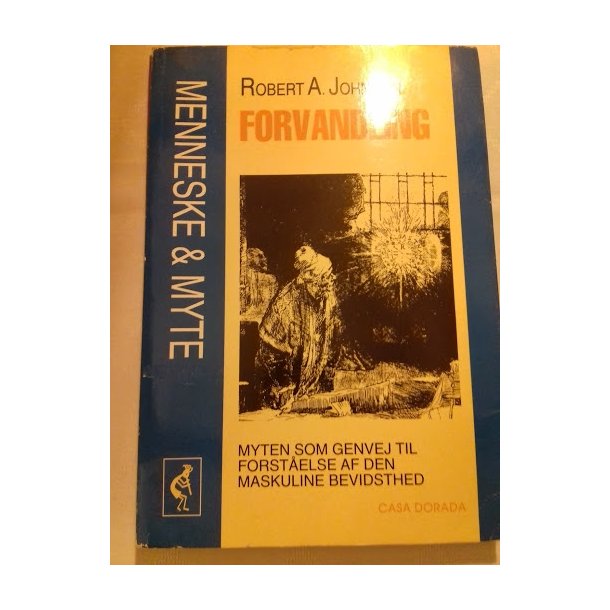 MENNESKE & MYTE
ROBERT A.
FORVANDLING
MYTEN SOM GENVEJ TIL
FORSTÅELSE AF DEN
MASKULINE BEVIDSTHED
CASA DORADA